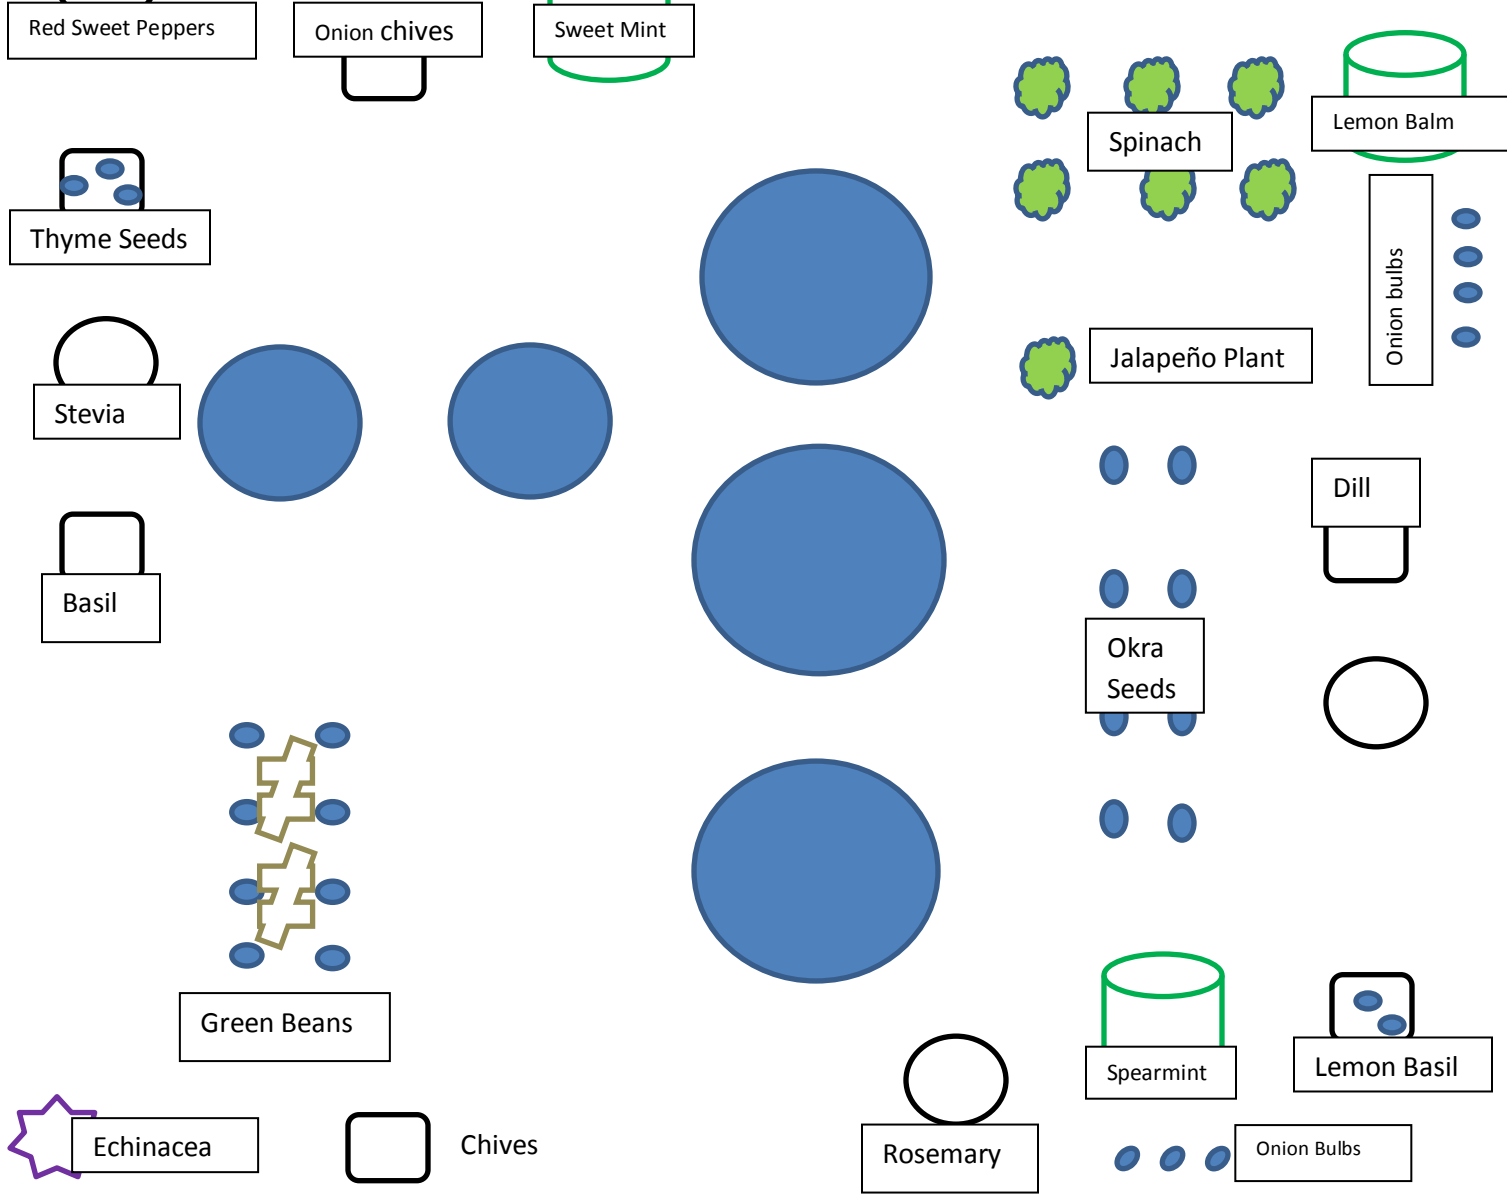 Red Sweet Peppers
Onion chives
Sweet Mint
Spinach
Lemon Balm
Thyme Seeds
Onion bulbs
Jalapeño Plant
Stevia
Dill
Basil
Okra
Seeds
Green Beans
Spearmint
Lemon Basil
Echinacea
Chives
Rosemary
Onion Bulbs